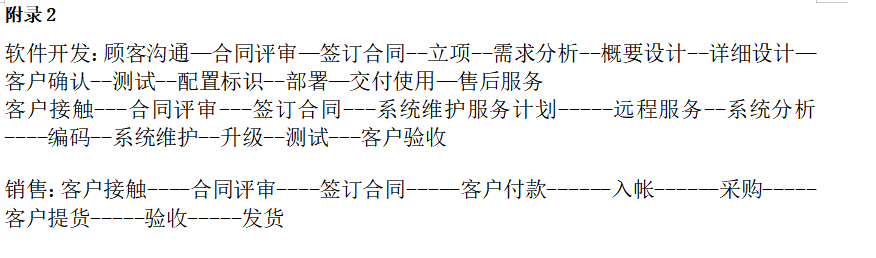 附录 2
软件开发: 顾客沟通—合同评审—签订合同--立项--需求分析--概要设计--详细设计—
客户确认--测试--配置标识--部署—交付使用—售后服务
客户接触---合同评审---签订合同---系统维护服务计划-----远程服务--系统分析
----编码--系统维护--升级--测试---客户验收
销售: 客户接触----合同评审----签订合同-----客户付款------入帐------采购-----
客户提货-----验收-----发货